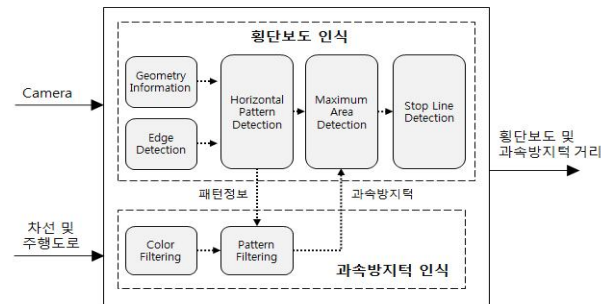 횡단보도 인식
Geometry
Information
Edge
Detection
Horizontal
Pattern
Detection
Maximum
Area
Detection
Stop Line
Detection
Camera
차선 및
주행도로
패턴정보
과속방지턱
Color
Filtering
Pattern
Filtering
과속방지턱 인식
횡단보도 및
과속방지턱 거리